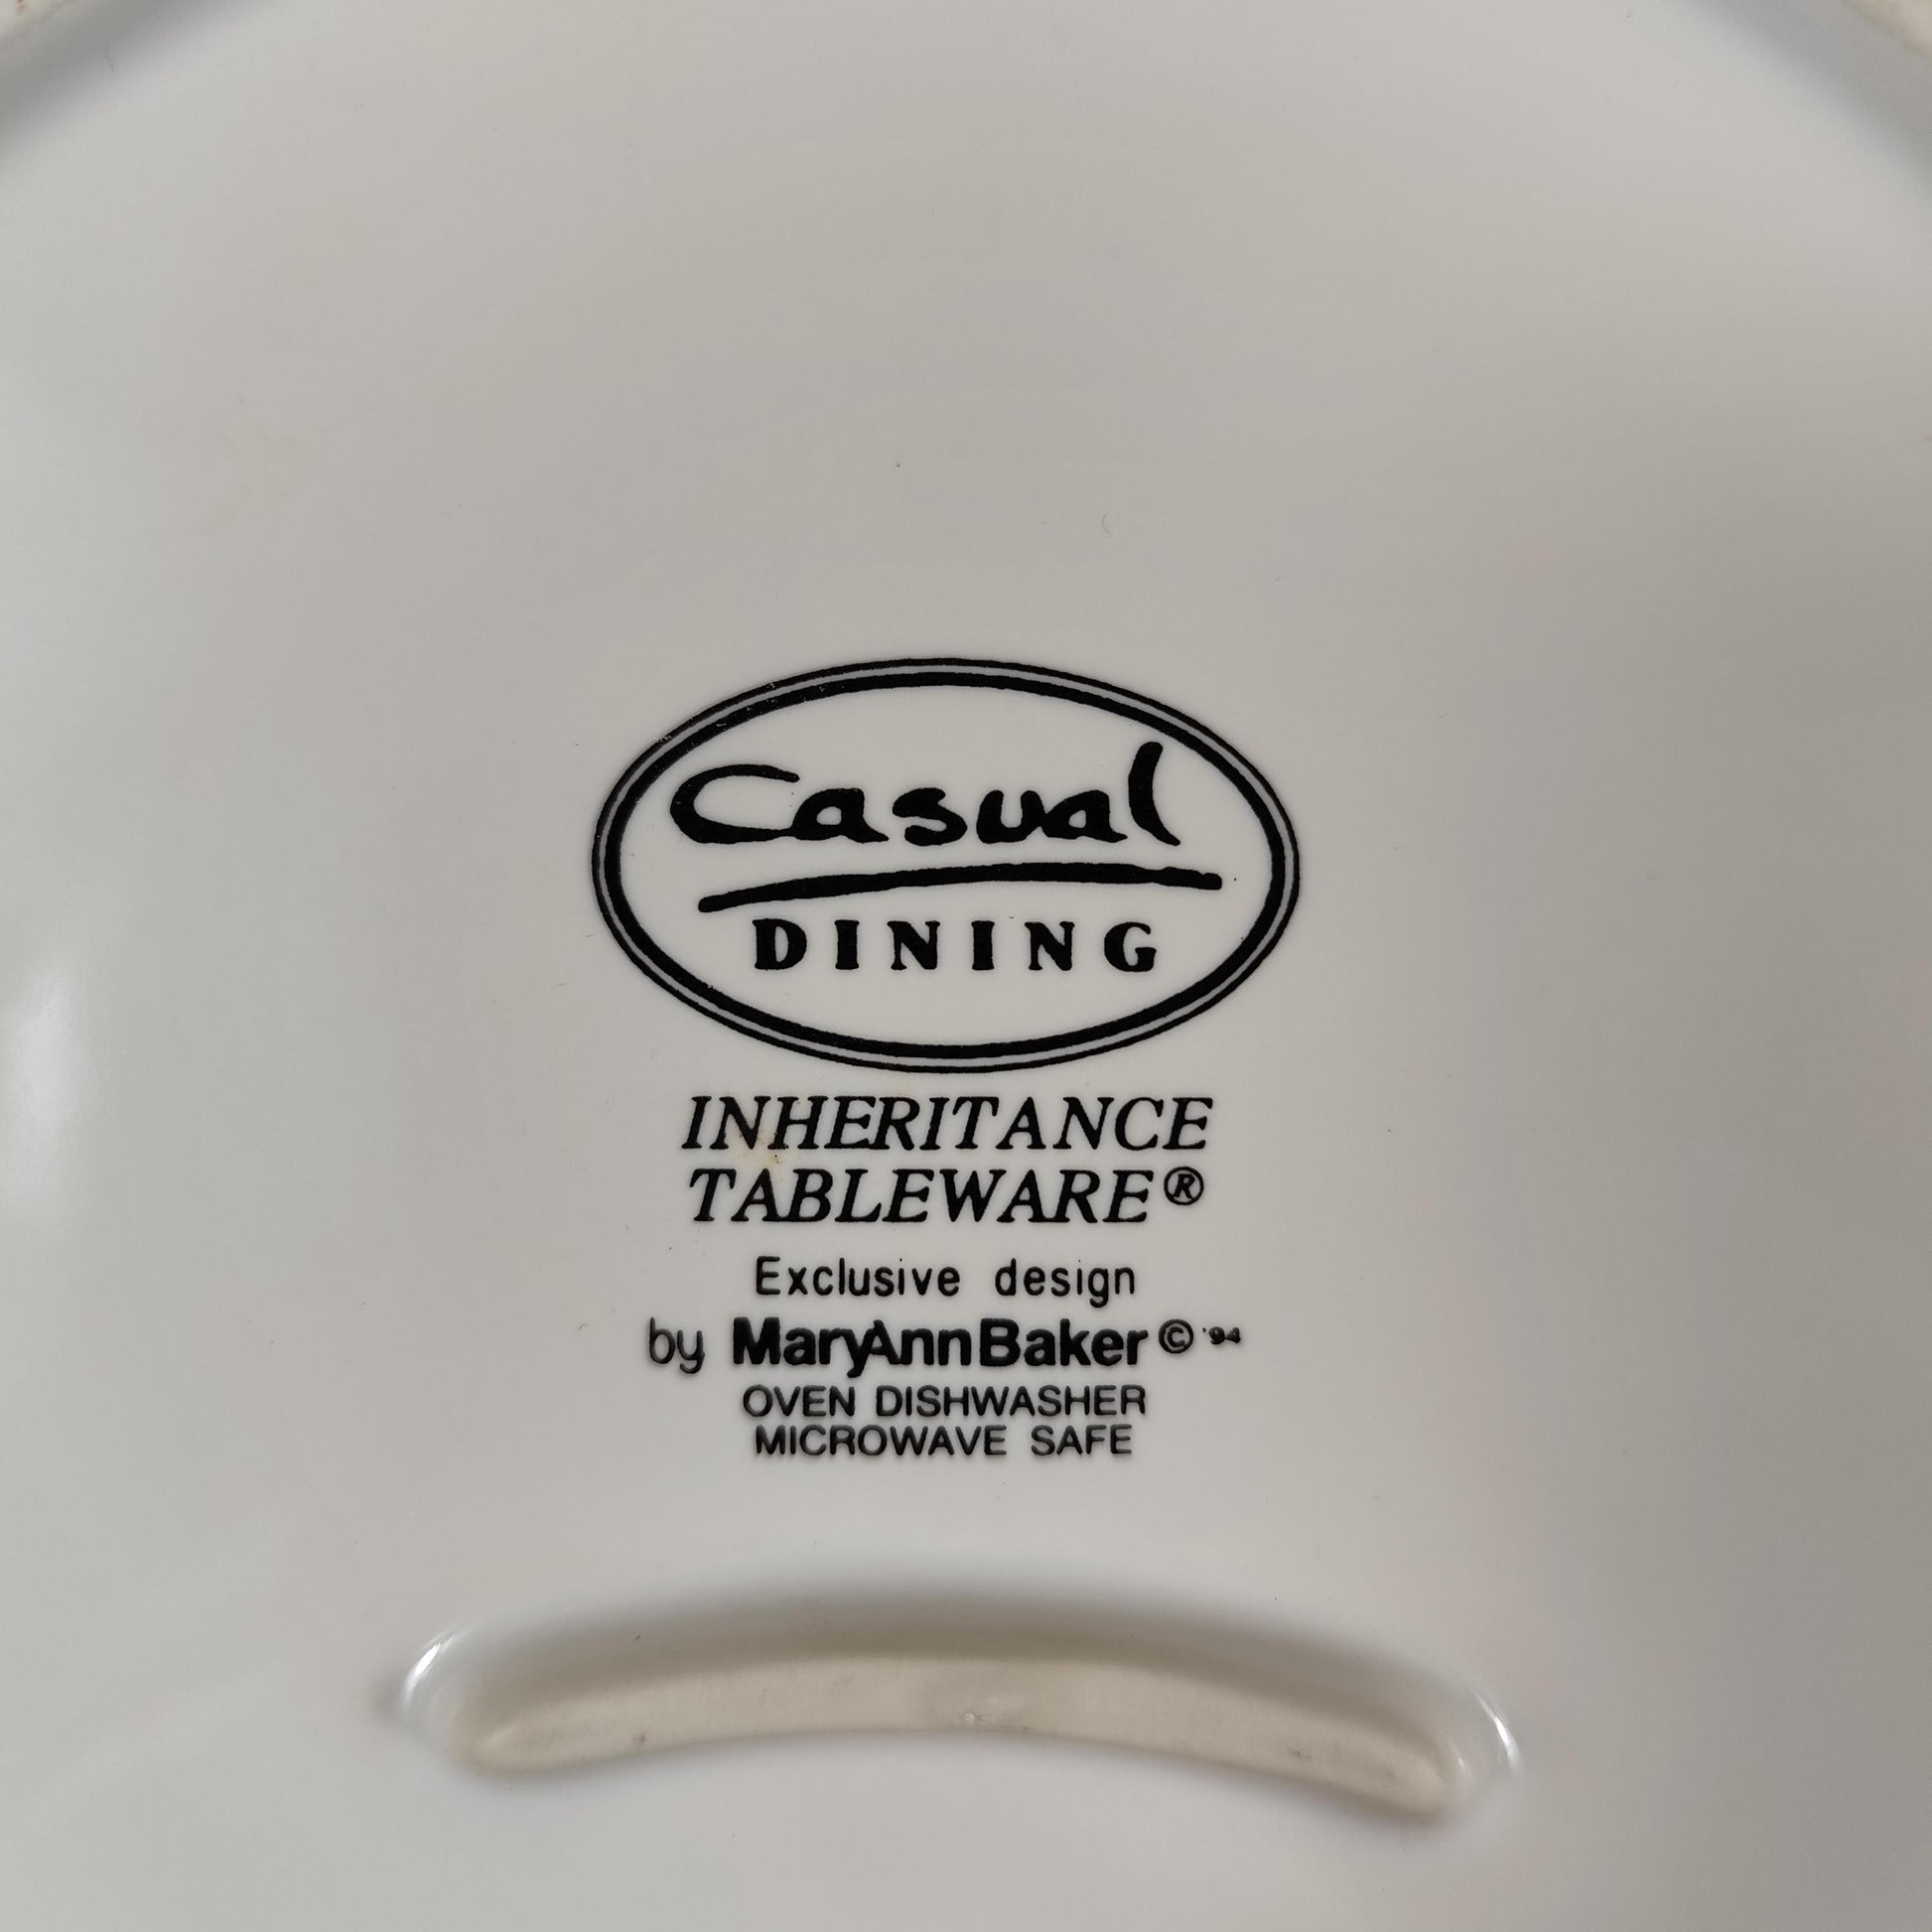 Casual
DINING
INHERITANCE
TABLEWARE®
Exclusive design
by MaryAnnBaker © '94
OVEN DISHWASHER
MICROWAVE SAFE